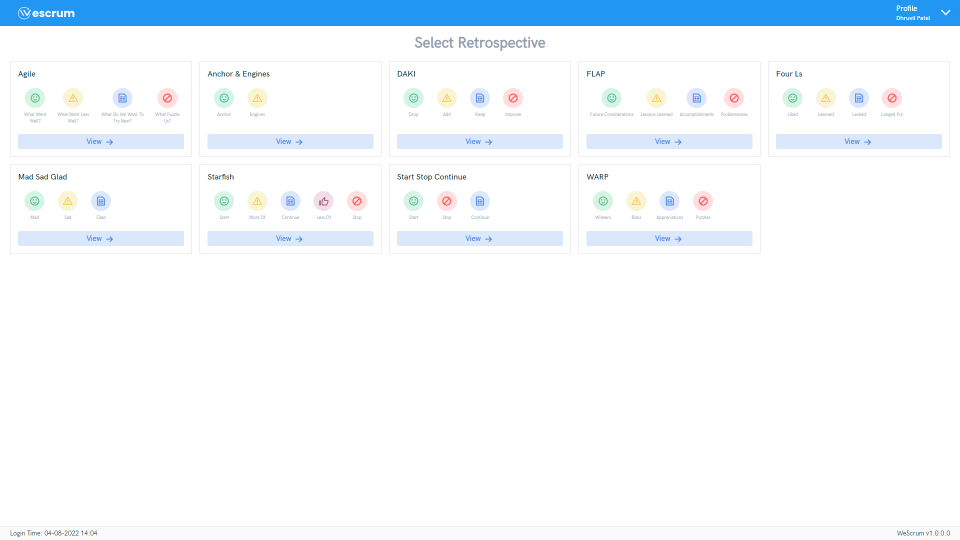 Wescrum
Profile
Dhruvil Patel
Select Retrospective
Agile
What Went Well?
What Went Less Well?
What Do We Want To Try Next?
What Puzzle Us?
View
Anchor & Engines
Anchor
Engines
View
DAKI
Drop
Add
Keep
Improve
View
FLAP
Future Considerations
Lessons Learned
Accomplishments
Problemareas
View
Four Ls
Liked
Learned
Lacked
Longed For
View
Mad Sad Glad
Mad
Sad
Glad
View
Starfish
Start
More Of
Continue
Less Of
Stop
View
Start Stop Continue
Start
Stop
Continue
View
WARP
Wishes
Risks
Appreciations
Puzzles
View
Login Time: 04-08-2022 14:04
WeScrum v1.0.0.0